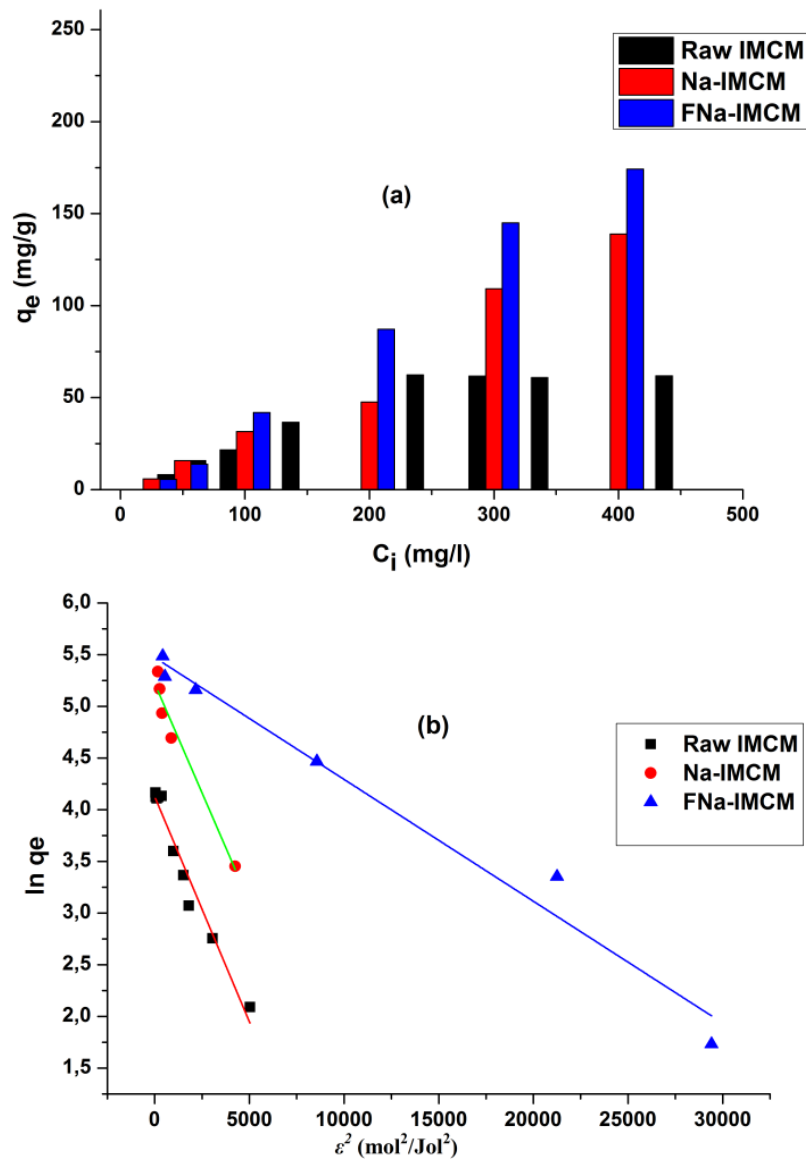 250
200
150
100
50
0
q_e (mg/g)
(a)
Raw IMCM
Na-IMCM
FNa-IMCM
0 100 200 300 400 500
C_i (mg/l)
6,0
5,5
5,0
4,5
4,0
3,5
3,0
2,5
2,0
1,5
ln qe
(b)
Raw IMCM
Na-IMCM
FNa-IMCM
0 5000 10000 15000 20000 25000 30000
ε² (mol²/Jol²)